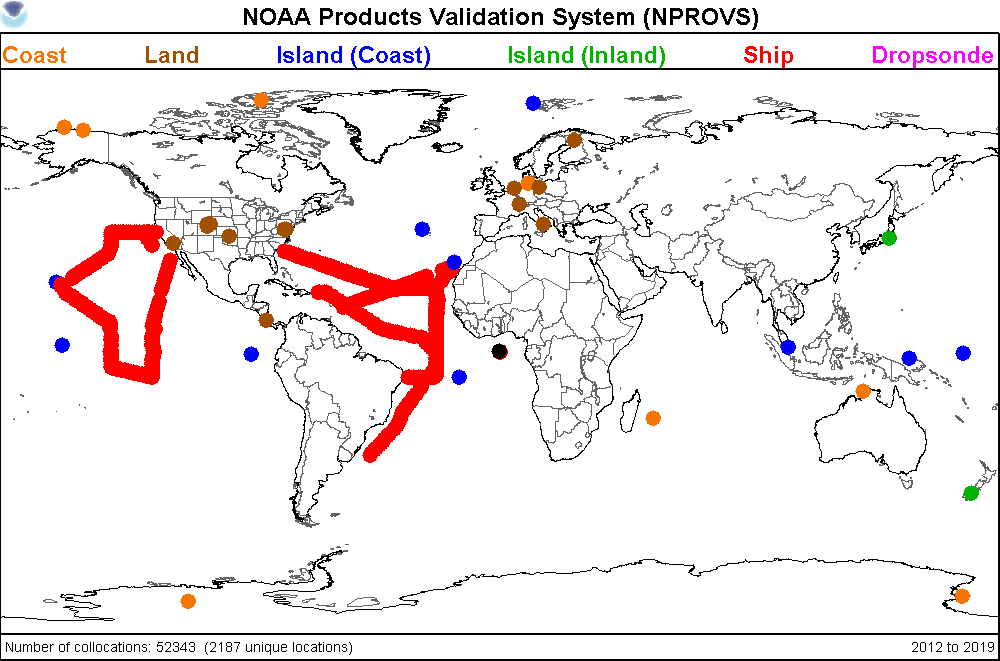 NOAA Products Validation System (NPROVS)
Coast Land Island (Coast) Island (Inland) Ship Dropsonde
Number of collocations: 52343 (2187 unique locations) 2012 to 2019